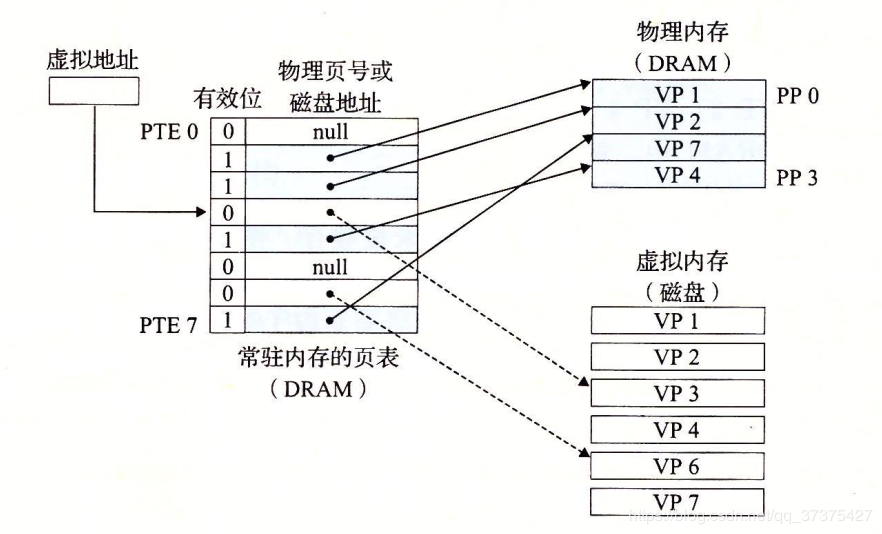 虚拟地址
有效位
物理页号或
磁盘地址
PTE 0
0
null
1
1
0
1
0
null
0
PTE 7
1
常驻内存的页表
（DRAM）
物理内存
（DRAM）
VP 1
PP 0
VP 2
VP 7
VP 4
PP 3
虚拟内存
（磁盘）
VP 1
VP 2
VP 3
VP 4
VP 6
VP 7
https://blog.csdn.net/qq_37375427